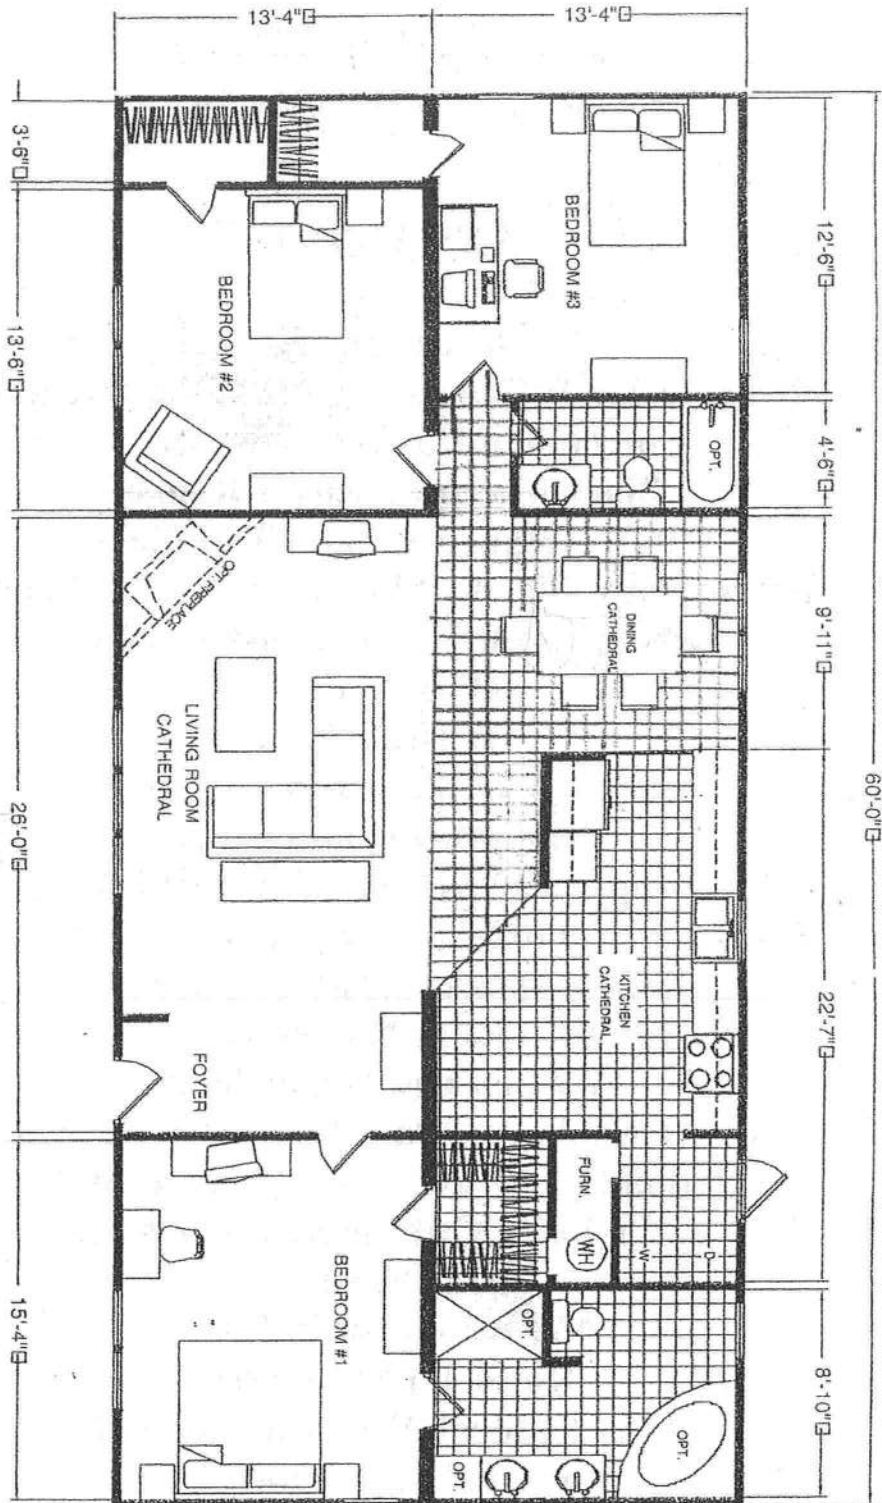 60'-0"
12'-6"
4'-6"
9'-11"
22'-7"
8'-10"
13'-4"
13'-4"
BEDROOM #3
OPT.
DINING
CATHEDRAL
KITCHEN
CATHEDRAL
D
W
FURN.
WH
OPT.
OPT.
OPT.
BEDROOM #2
OPT. FIREPLACE
LIVING ROOM
CATHEDRAL
FOYER
BEDROOM #1
3'-6"
13'-6"
26'-0"
15'-4"